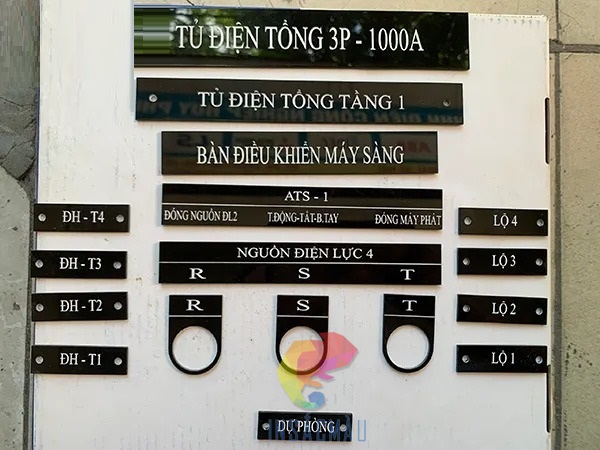 TỦ ĐIỆN TỔNG 3P - 1000A
TỦ ĐIỆN TỔNG TẦNG 1
BÀN ĐIỀU KHIỂN MÁY SÀNG
ATS - 1
ĐÓNG NGUỒN ĐL2 T.ĐỘNG-TẮT-B.TAY ĐÓNG MÁY PHÁT
NGUỒN ĐIỆN LỰC 4
R S T
R S T
ĐH - T4
ĐH - T3
ĐH - T2
ĐH - T1
LỘ 4
LỘ 3
LỘ 2
LỘ 1
DỰ PHÒNG